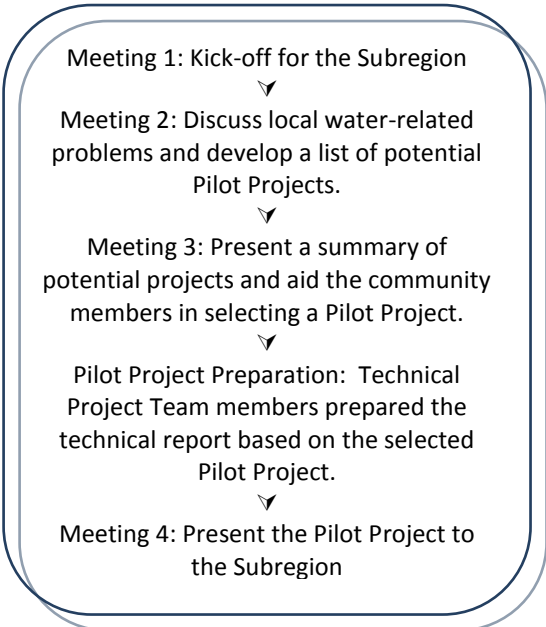 Meeting 1: Kick-off for the Subregion
Meeting 2: Discuss local water-related
problems and develop a list of potential
Pilot Projects.
Meeting 3: Present a summary of
potential projects and aid the community
members in selecting a Pilot Project.
Pilot Project Preparation:  Technical
Project Team members prepared the
technical report based on the selected
Pilot Project.
Meeting 4: Present the Pilot Project to
the Subregion